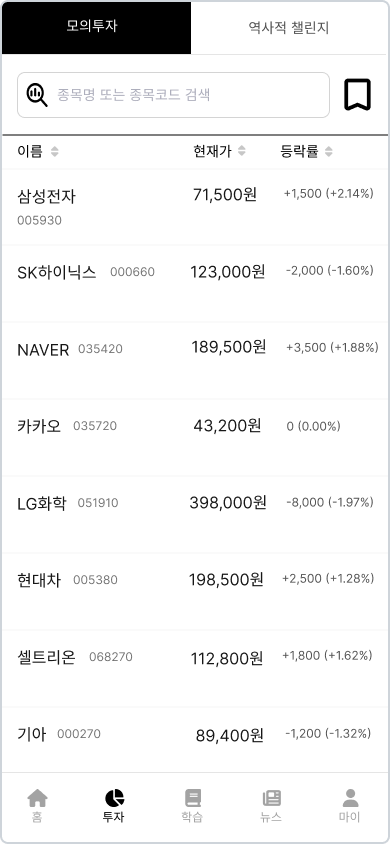 모의투자 역사적 챌린지
종목명 또는 종목코드 검색
이름 현재가 등락률
삼성전자 71,500원 +1,500 (+2.14%)
005930
SK하이닉스 000660 123,000원 -2,000 (-1.60%)
NAVER 035420 189,500원 +3,500 (+1.88%)
카카오 035720 43,200원 0 (0.00%)
LG화학 051910 398,000원 -8,000 (-1.97%)
현대차 005380 198,500원 +2,500 (+1.28%)
셀트리온 068270 112,800원 +1,800 (+1.62%)
기아 000270 89,400원 -1,200 (-1.32%)
홈 투자 학습 뉴스 마이